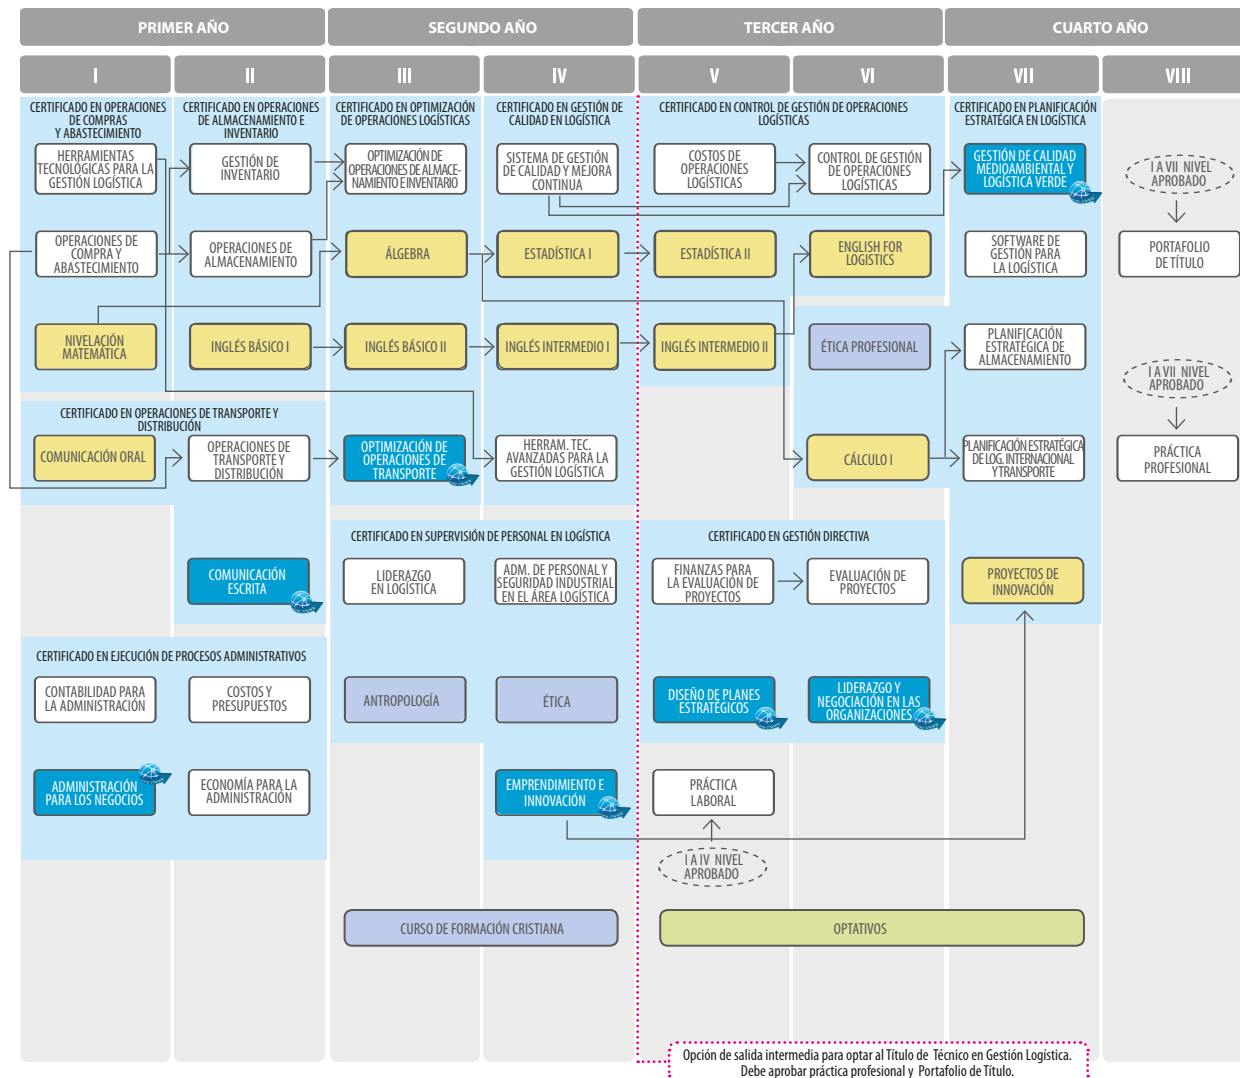 PRIMER AÑO
SEGUNDO AÑO
TERCER AÑO
CUARTO AÑO
I
II
III
IV
V
VI
VII
VIII
CERTIFICADO EN OPERACIONES
DE COMPRAS
Y ABASTECIMIENTO
CERTIFICADO EN OPERACIONES
DE ALMACENAMIENTO E
INVENTARIO
CERTIFICADO EN OPTIMIZACIÓN
DE OPERACIONES LOGÍSTICAS
CERTIFICADO EN GESTIÓN DE
CALIDAD EN LOGÍSTICA
CERTIFICADO EN CONTROL DE GESTIÓN DE OPERACIONES
LOGÍSTICAS
CERTIFICADO EN PLANIFICACIÓN
ESTRATÉGICA EN LOGÍSTICA
HERRAMIENTAS
TECNOLÓGICAS PARA LA
GESTIÓN LOGÍSTICA
GESTIÓN DE
INVENTARIO
OPTIMIZACIÓN DE
OPERACIONES DE ALMACE-
NAMIENTO E INVENTARIO
SISTEMA DE GESTIÓN
DE CALIDAD Y MEJORA
CONTINUA
COSTOS DE
OPERACIONES
LOGÍSTICAS
CONTROL DE GESTIÓN
DE OPERACIONES
LOGÍSTICAS
GESTIÓN DE CALIDAD
MEDIOAMBIENTAL Y
LOGÍSTICA VERDE
I A VII NIVEL
APROBADO
OPERACIONES DE
COMPRA Y
ABASTECIMIENTO
OPERACIONES DE
ALMACENAMIENTO
ÁLGEBRA
ESTADÍSTICA I
ESTADÍSTICA II
ENGLISH FOR
LOGISTICS
SOFTWARE DE
GESTIÓN PARA
LA LOGÍSTICA
PORTAFOLIO
DE TÍTULO
NIVELACIÓN
MATEMÁTICA
INGLÉS BÁSICO I
INGLÉS BÁSICO II
INGLÉS INTERMEDIO I
INGLÉS INTERMEDIO II
ÉTICA PROFESIONAL
PLANIFICACIÓN
ESTRATÉGICA DE
ALMACENAMIENTO
I A VII NIVEL
APROBADO
CERTIFICADO EN OPERACIONES DE TRANSPORTE Y
DISTRIBUCIÓN
COMUNICACIÓN ORAL
OPERACIONES DE
TRANSPORTE Y
DISTRIBUCIÓN
OPTIMIZACIÓN DE
OPERACIONES DE
TRANSPORTE
HERRAM. TEC.
AVANZADAS PARA LA
GESTIÓN LOGÍSTICA
CÁLCULO I
PLANIFICACIÓN ESTRATÉGICA
DE LOG. INTERNACIONAL
Y TRANSPORTE
PRÁCTICA
PROFESIONAL
CERTIFICADO EN SUPERVISIÓN DE PERSONAL EN LOGÍSTICA
CERTIFICADO EN GESTIÓN DIRECTIVA
COMUNICACIÓN
ESCRITA
LIDERAZGO
EN LOGÍSTICA
ADM. DE PERSONAL Y
SEGURIDAD INDUSTRIAL
EN EL ÁREA LOGÍSTICA
FINANZAS PARA
LA EVALUACIÓN DE
PROYECTOS
EVALUACIÓN DE
PROYECTOS
PROYECTOS DE
INNOVACIÓN
CERTIFICADO EN EJECUCIÓN DE PROCESOS ADMINISTRATIVOS
CONTABILIDAD PARA
LA ADMINISTRACIÓN
COSTOS Y
PRESUPUESTOS
ANTROPOLOGÍA
ÉTICA
DISEÑO DE PLANES
ESTRATÉGICOS
LIDERAZGO Y
NEGOCIACIÓN EN LAS
ORGANIZACIONES
ADMINISTRACIÓN
PARA LOS NEGOCIOS
ECONOMÍA PARA LA
ADMINISTRACIÓN
EMPRENDIMIENTO E
INNOVACIÓN
PRÁCTICA
LABORAL
I A IV NIVEL
APROBADO
CURSO DE FORMACIÓN CRISTIANA
OPTATIVOS
Opción de salida intermedia para optar al Título de Técnico en Gestión Logística.
Debe aprobar práctica profesional y Portafolio de Título.